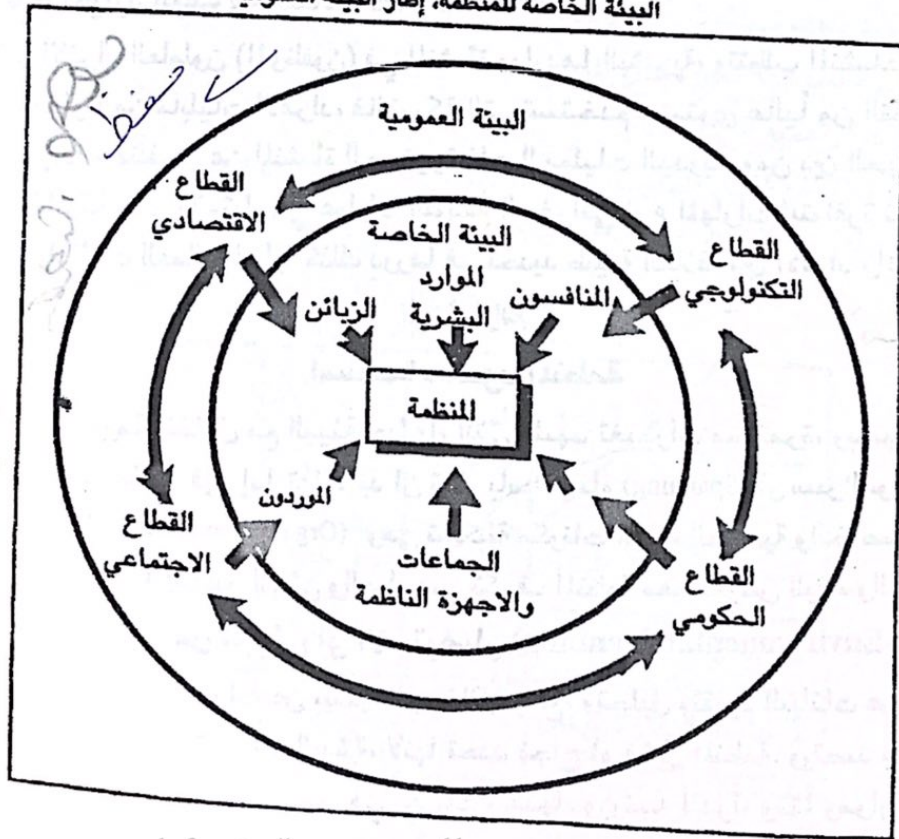 البيئة الخاصة للمنظمة، إطار البيئة
البيئة العمومية
القطاع
الاقتصادي
القطاع
التكنولوجي
البيئة الخاصة
الموارد
البشرية
الزبائن
المنافسون
المنظمة
الموردون
الجماعات
والاجهزة الناظمة
القطاع
الاجتماعي
القطاع
الحكومي